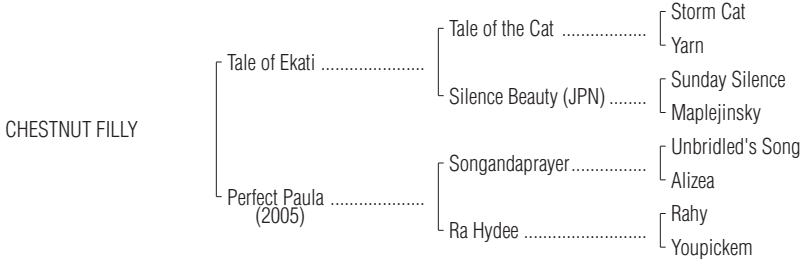 Storm Cat
Tale of the Cat ..................
Yarn
Tale of Ekati ......................
Sunday Silence
Silence Beauty (JPN) ........
Maplejinsky
CHESTNUT FILLY
Unbridled's Song
Songandaprayer................
Alizea
Perfect Paula ....................
(2005)
Rahy
Ra Hydee ..........................
Youpickem